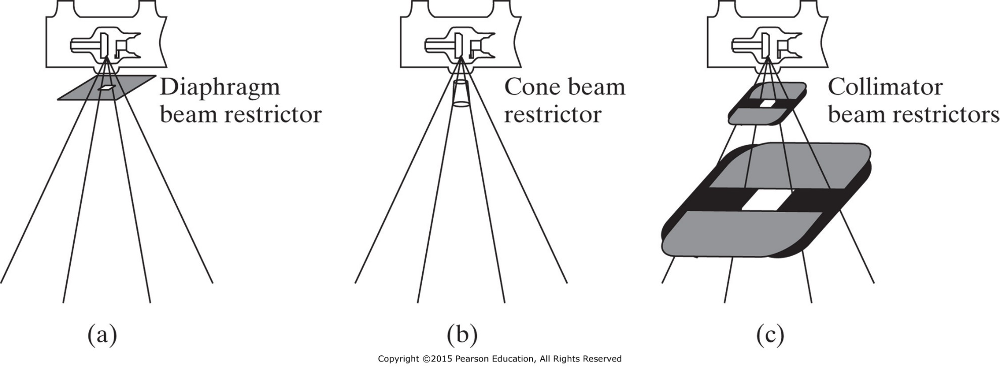 Diaphragm
beam restrictor
Cone beam
restrictor
Collimator
beam restrictors
(a)
(b)
(c)
Copyright ©2015 Pearson Education, All Rights Reserved